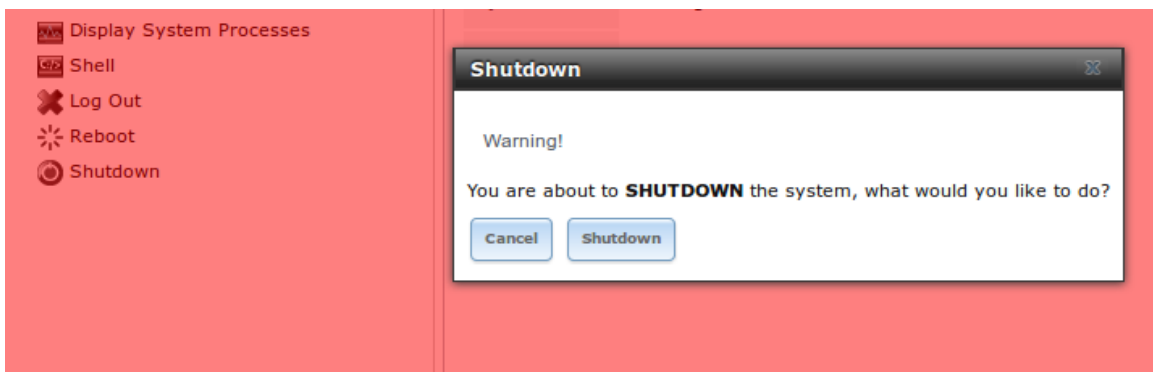 Display System Processes
Shell
Log Out
Reboot
Shutdown
Shutdown
Warning!
You are about to SHUTDOWN the system, what would you like to do?
Cancel Shutdown